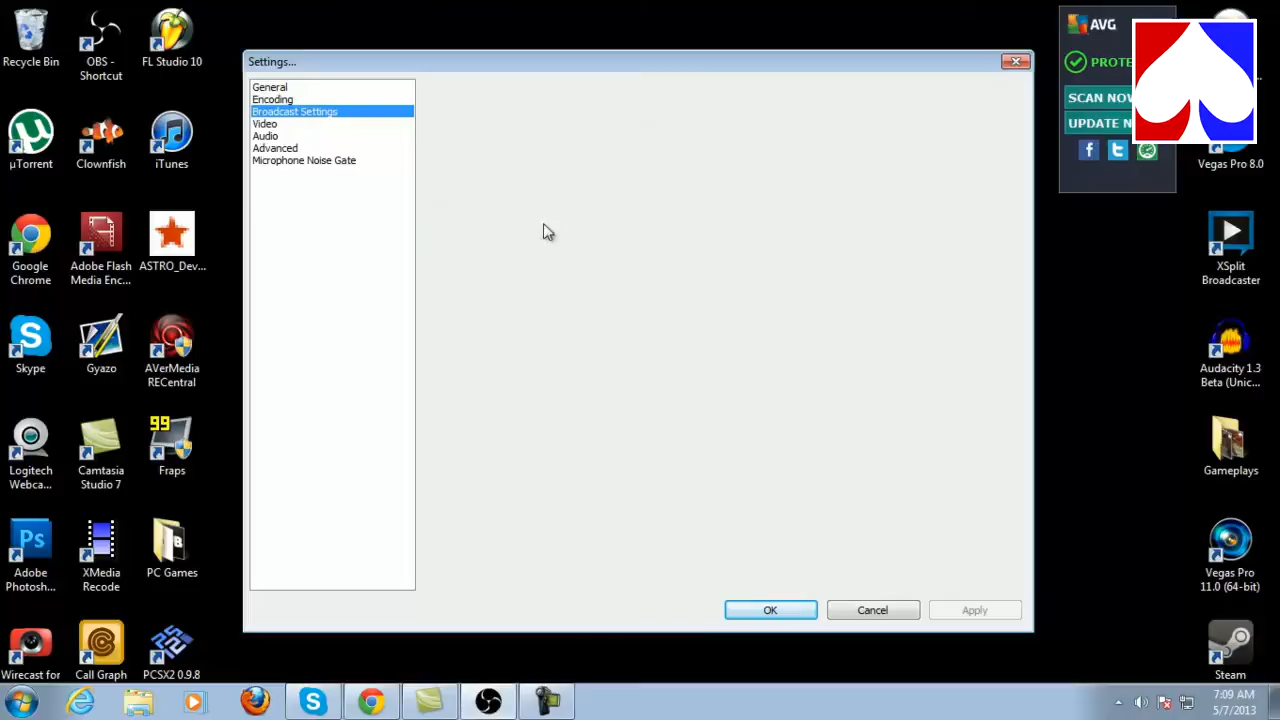 Recycle Bin
OBS -
Shortcut
FL Studio 10
µTorrent
Clownfish
iTunes
Google
Chrome
Adobe Flash
Media Enc...
ASTRO_Dev...
Skype
Gyazo
AVerMedia
RECentral
Logitech
Webca...
Camtasia
Studio 7
99
Fraps
Ps
Adobe
Photosh...
XMedia
Recode
PC Games
Wirecast for
Call Graph
PCSX2 0.9.8
Settings...
General
Encoding
Broadcast Settings
Video
Audio
Advanced
Microphone Noise Gate
OK
Cancel
Apply
AVG
SCAN NOW
Vegas Pro 8.0
XSplit
Broadcaster
Audacity 1.3
Beta (Unic...
Gameplays
Vegas Pro
11.0 (64-bit)
Steam
7:09 AM
5/7/2013